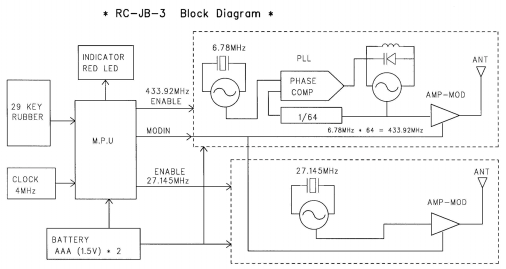 * RC-JB-3 Block Diagram *
INDICATOR
RED LED
29 KEY
RUBBER
M.P.U
CLOCK
4MHz
BATTERY
AAA (1.5V) * 2
433.92MHz
ENABLE
MODIN
ENABLE
27.145MHz
6.78MHz
PLL
PHASE
COMP
1/64
6.78MHz * 64 = 433.92MHz
AMP-MOD
ANT
27.145MHz
AMP-MOD
ANT